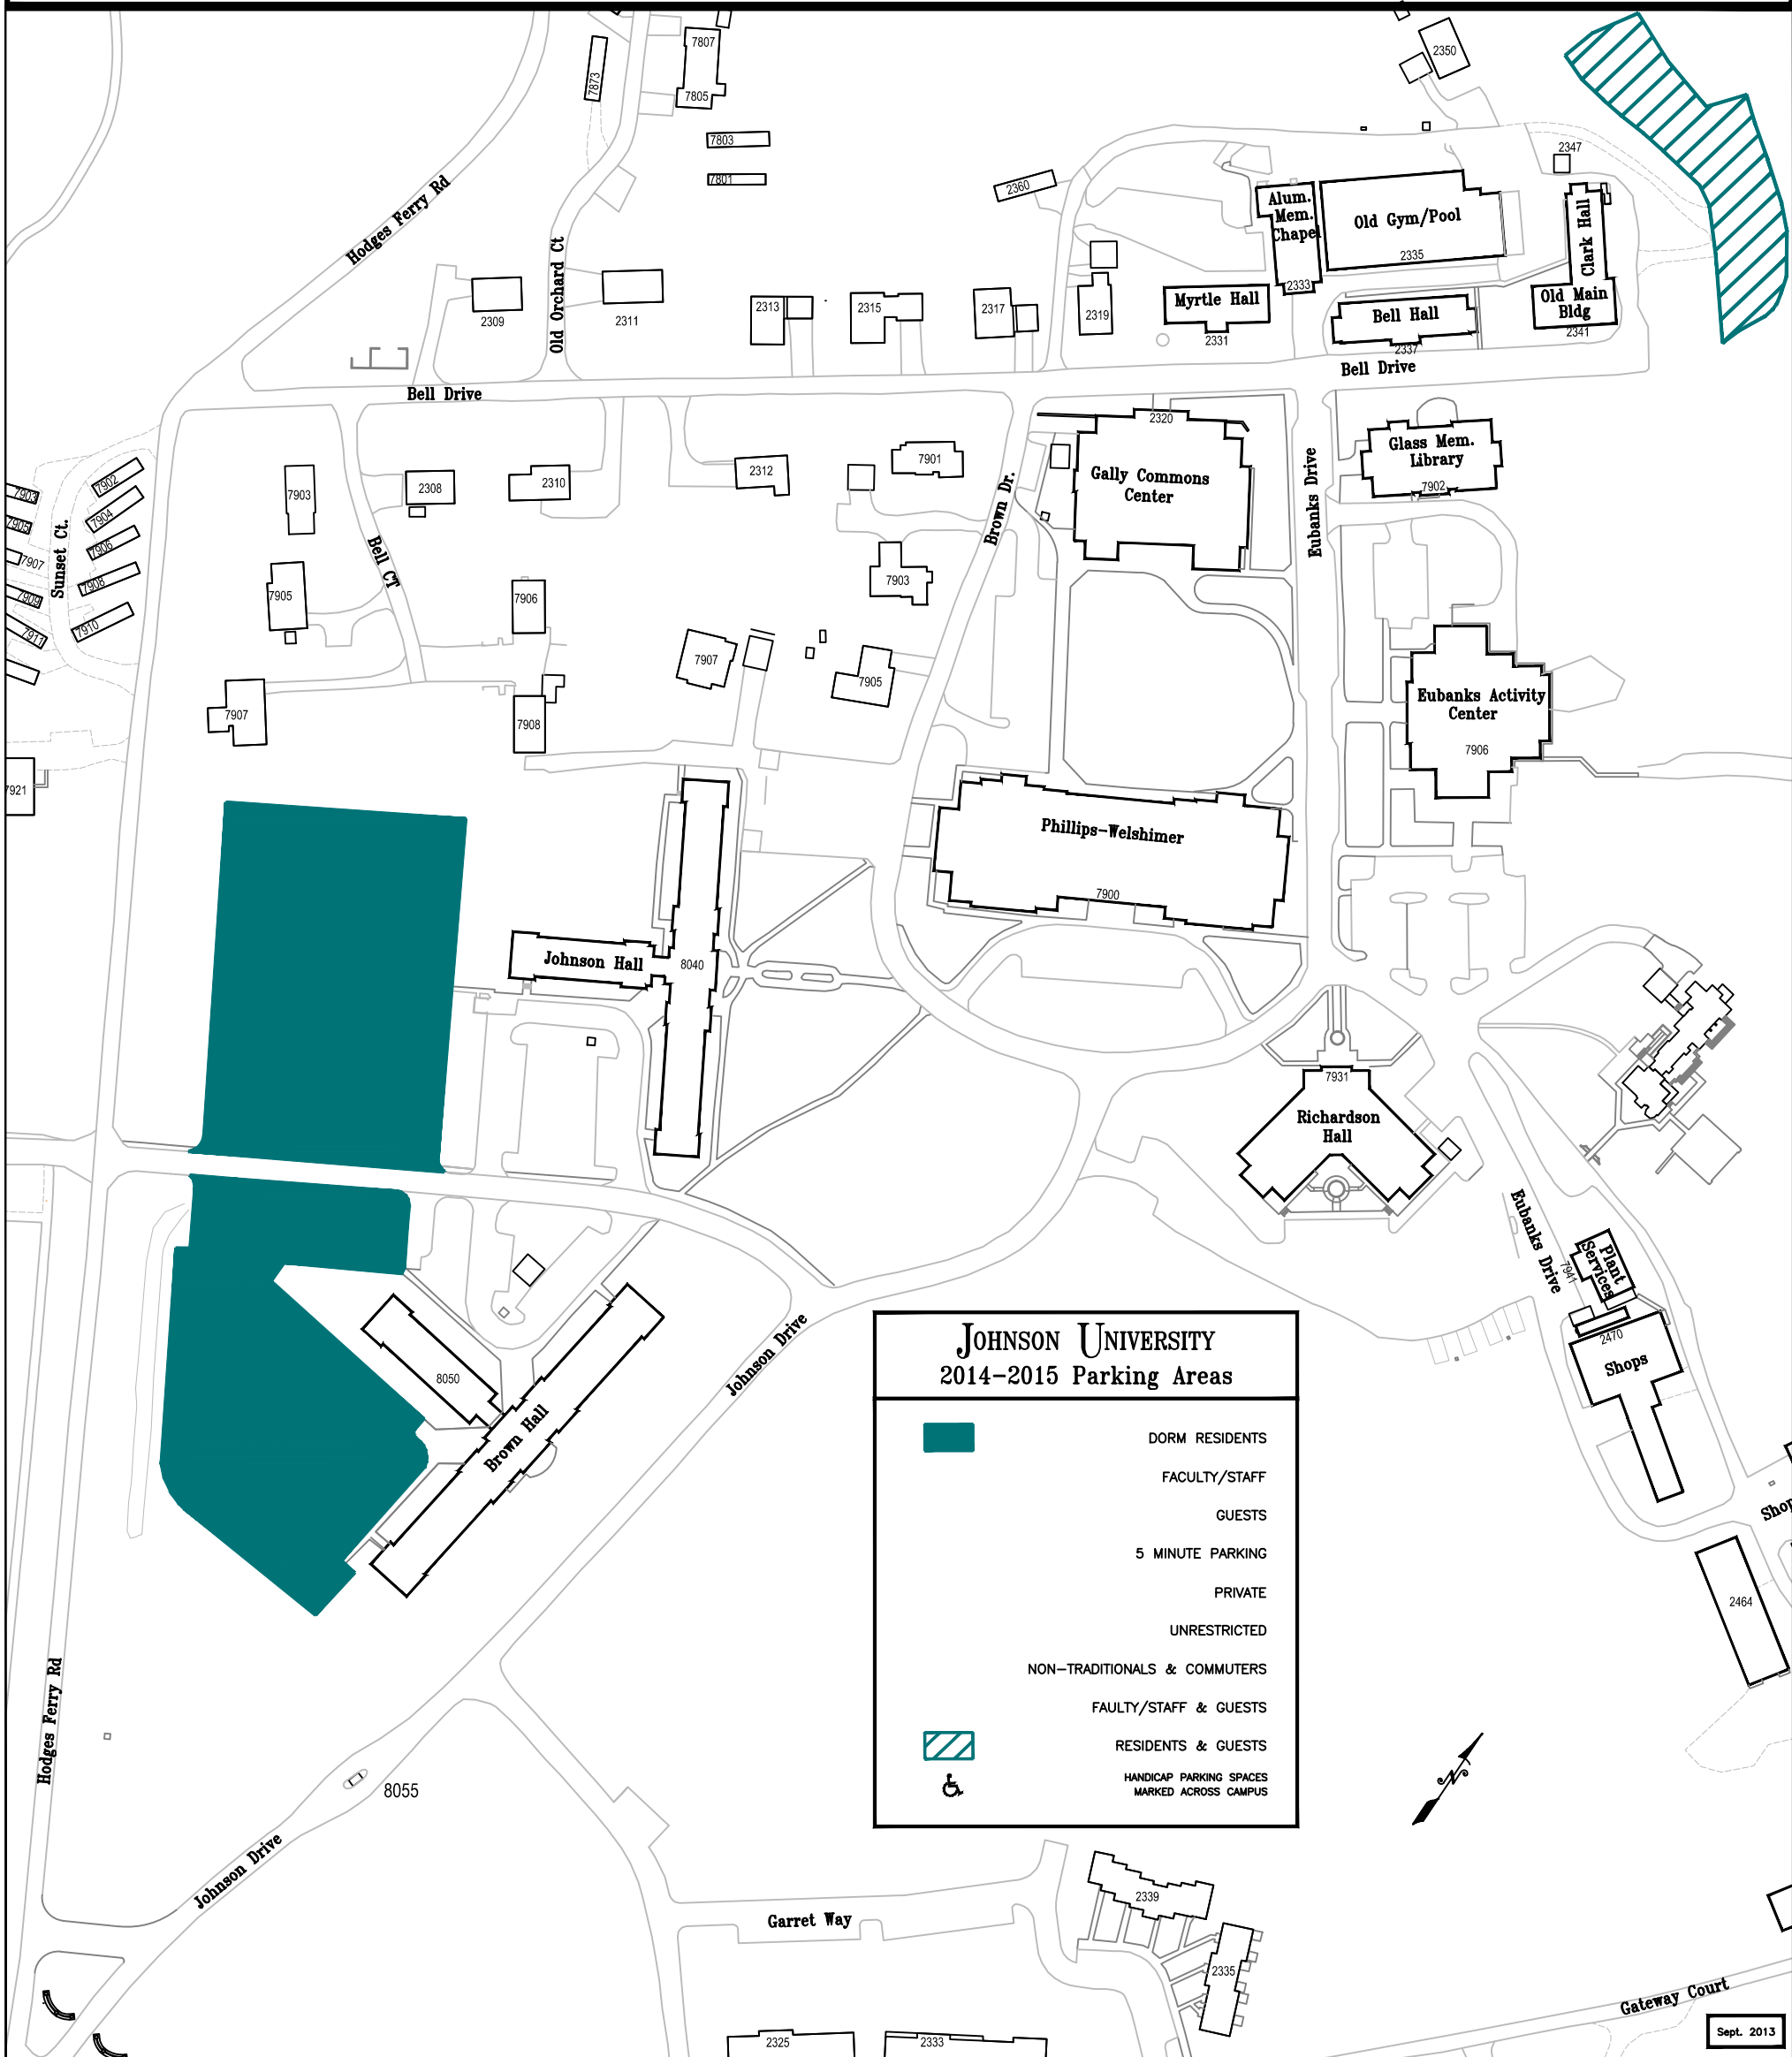 7807
7873
7805
7803
7801
2350
2347
2360
Hodges Ferry Rd
Old Orchard Ct
Alum.
Mem.
Chapel
2333
Old Gym/Pool
2335
Clark Hall
Old Main
Bldg
2341
Myrtle Hall
2331
Bell Hall
2337
2309
2311
2313
2315
2317
2319
Bell Drive
Bell Drive
2320
Gally Commons
Center
Glass Mem.
Library
7902
Eubanks Drive
Brown Dr.
7901
2312
2310
2308
7903
Bell CT
Sunset Ct.
7902
7904
7906
7908
7910
7903
7905
7907
7909
7911
7905
7906
7903
7907
7905
7907
7908
7921
Eubanks Activity
Center
7906
Phillips-Welshimer
7900
Johnson Hall
8040
7931
Richardson
Hall
Eubanks Drive
Plant
Services
7941
2470
Shops
8050
Brown Hall
Johnson Drive
JOHNSON UNIVERSITY
2014-2015 Parking Areas
DORM RESIDENTS
FACULTY/STAFF
GUESTS
5 MINUTE PARKING
PRIVATE
UNRESTRICTED
NON-TRADITIONALS & COMMUTERS
FAULTY/STAFF & GUESTS
RESIDENTS & GUESTS
HANDICAP PARKING SPACES
MARKED ACROSS CAMPUS
Shop
2464
N
Hodges Ferry Rd
8055
Johnson Drive
Garret Way
2339
2335
2325
2333
Gateway Court
Sept. 2013